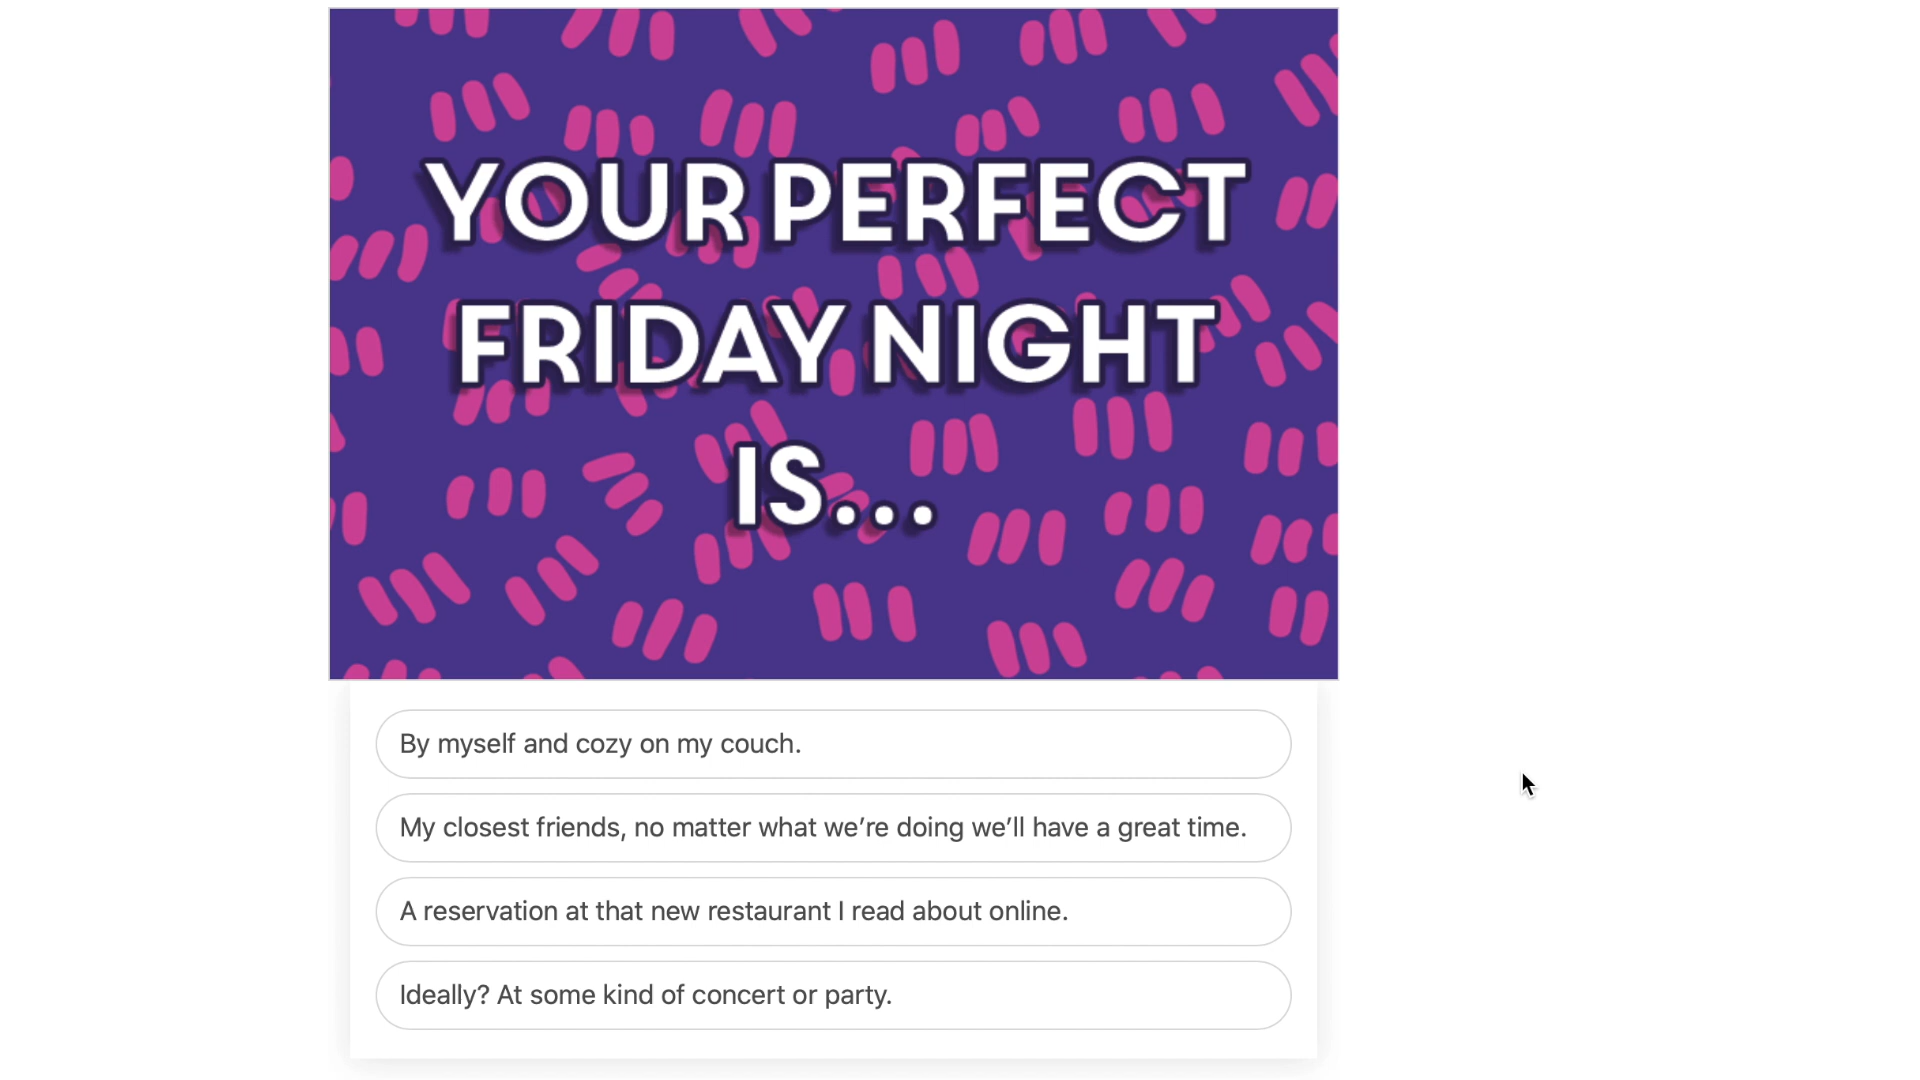 YOUR PERFECT
FRIDAY NIGHT
IS...
By myself and cozy on my couch.
My closest friends, no matter what we’re doing we’ll have a great time.
A reservation at that new restaurant I read about online.
Ideally? At some kind of concert or party.